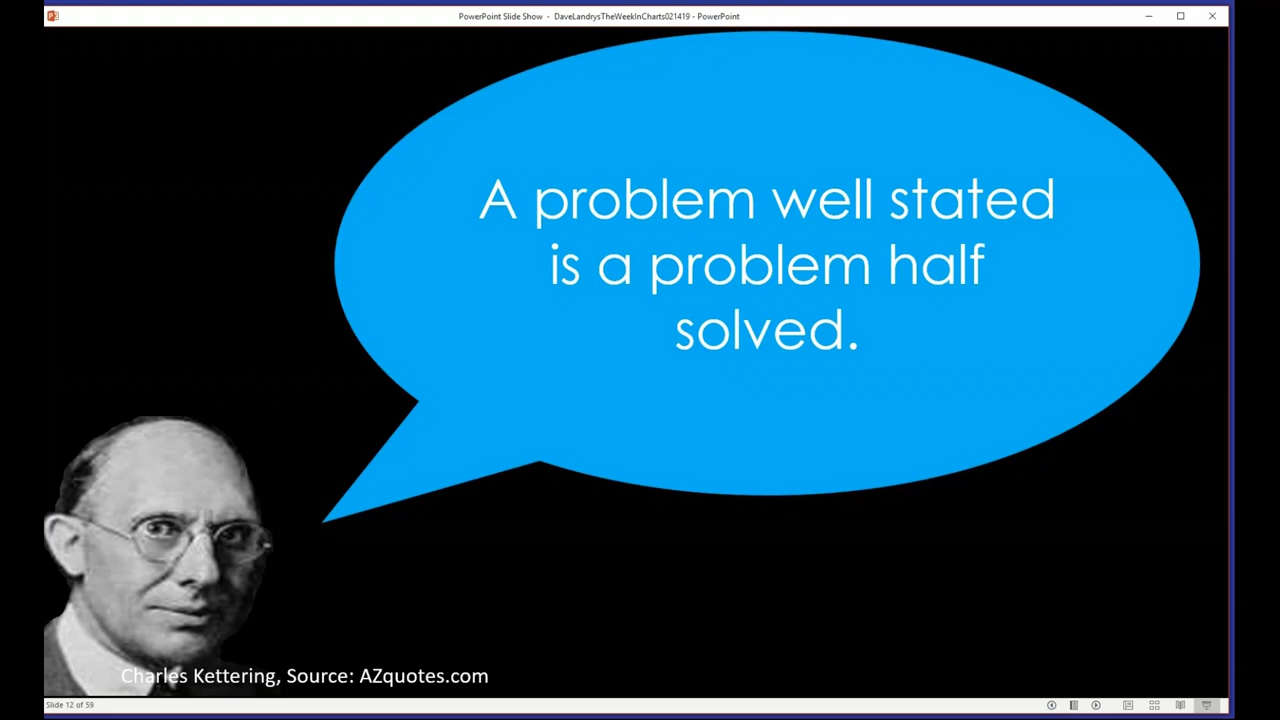 PowerPoint Slide Show - DaveLandrysTheWeekInCharts021419 - PowerPoint
A problem well stated
is a problem half
solved.
Charles Kettering, Source: AZquotes.com
Slide 12 of 59